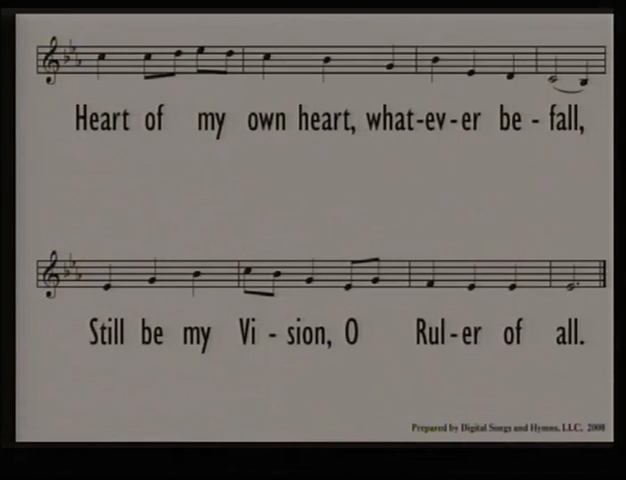 Heart of my own heart, what-ev-er be - fall,
Still be my Vi - sion, O Rul-er of all.
Prepared by Digital Songs and Hymns, LLC. 2008